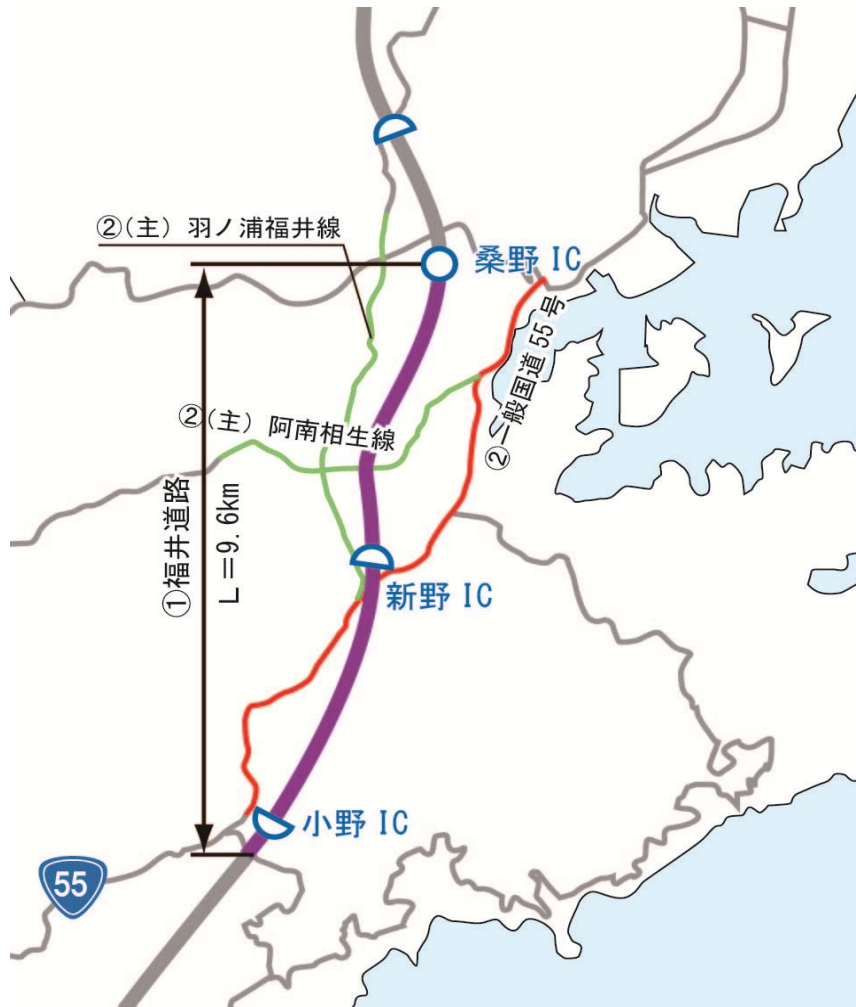 ②(主) 羽ノ浦福井線
桑野 IC
②一般国道 55 号
②(主) 阿南相生線
①福井道路
L=9.6km
新野 IC
小野 IC
55